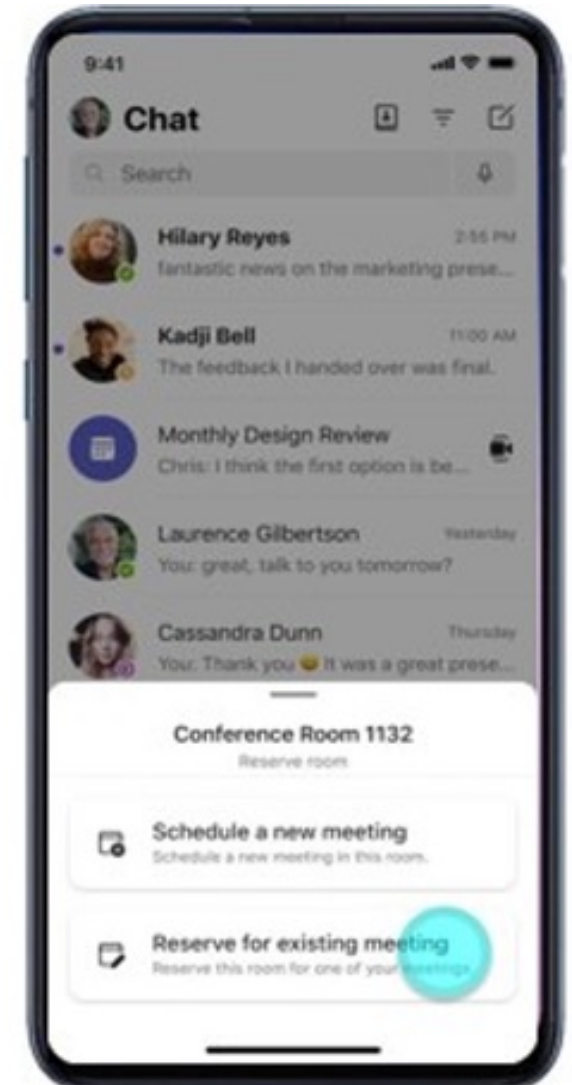 9:41
Chat
Search
Hilary Reyes 2:55 PM
fantastic news on the marketing prese...
Kadji Bell 11:00 AM
The feedback I handed over was final.
Monthly Design Review
Chris: I think the first option is be...
Laurence Gilbertson Yesterday
You: great, talk to you tomorrow?
Cassandra Dunn Thursday
You: Thank you 😀 It was a great prese...
Conference Room 1132
Reserve room
Schedule a new meeting
Schedule a new meeting in this room.
Reserve for existing meeting
Reserve this room for one of your meetings.